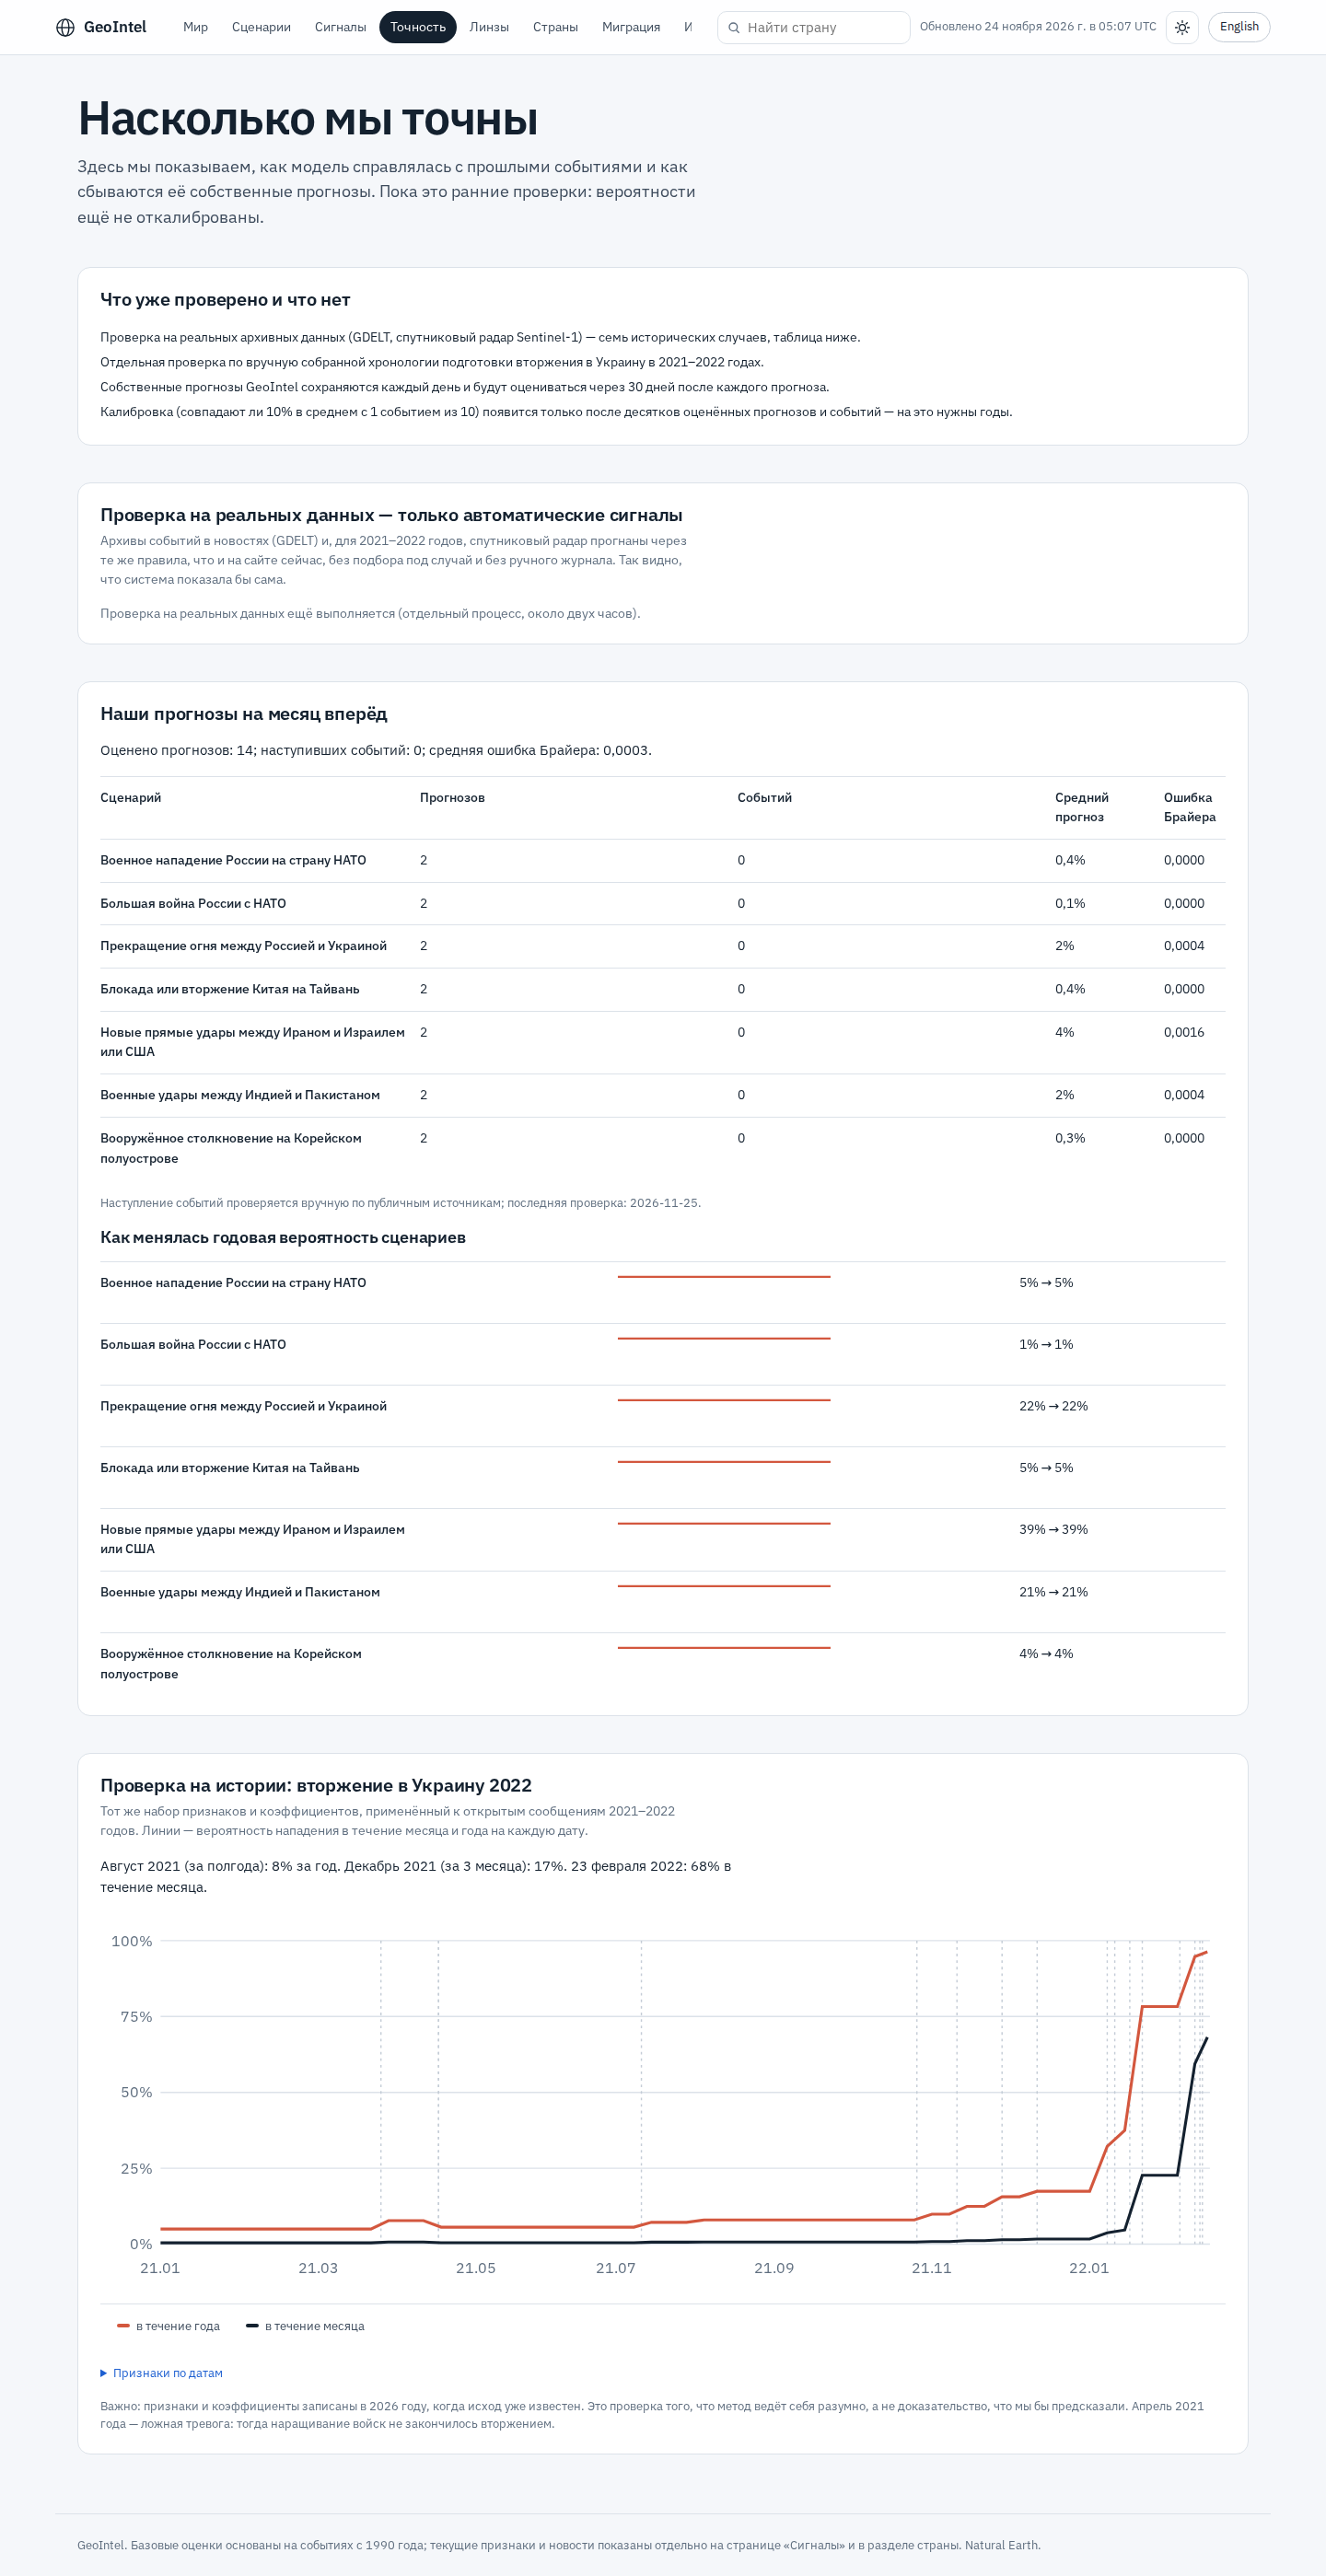 GeoIntel
Мир
Сценарии
Сигналы
Точность
Линзы
Страны
Миграция
Найти страну
Обновлено 24 ноября 2026 г. в 05:07 UTC
English
Насколько мы точны
Здесь мы показываем, как модель справлялась с прошлыми событиями и как
сбываются её собственные прогнозы. Пока это ранние проверки: вероятности
ещё не откалиброваны.
Что уже проверено и что нет
Проверка на реальных архивных данных (GDELT, спутниковый радар Sentinel-1) — семь исторических случаев, таблица ниже.
Отдельная проверка по вручную собранной хронологии подготовки вторжения в Украину в 2021–2022 годах.
Собственные прогнозы GeoIntel сохраняются каждый день и будут оцениваться через 30 дней после каждого прогноза.
Калибровка (совпадают ли 10% в среднем с 1 событием из 10) появится только после десятков оценённых прогнозов и событий — на это нужны годы.
Проверка на реальных данных — только автоматические сигналы
Архивы событий в новостях (GDELT) и, для 2021–2022 годов, спутниковый радар прогнаны через
те же правила, что и на сайте сейчас, без подбора под случай и без ручного журнала. Так видно,
что система показала бы сама.
Проверка на реальных данных ещё выполняется (отдельный процесс, около двух часов).
Наши прогнозы на месяц вперёд
Оценено прогнозов: 14; наступивших событий: 0; средняя ошибка Брайера: 0,0003.
Сценарий Прогнозов Событий Средний прогноз Ошибка Брайера
Военное нападение России на страну НАТО 2 0 0,4% 0,0000
Большая война России с НАТО 2 0 0,1% 0,0000
Прекращение огня между Россией и Украиной 2 0 2% 0,0004
Блокада или вторжение Китая на Тайвань 2 0 0,4% 0,0000
Новые прямые удары между Ираном и Израилем или США 2 0 4% 0,0016
Военные удары между Индией и Пакистаном 2 0 2% 0,0004
Вооружённое столкновение на Корейском полуострове 2 0 0,3% 0,0000
Наступление событий проверяется вручную по публичным источникам; последняя проверка: 2026-11-25.
Как менялась годовая вероятность сценариев
Военное нападение России на страну НАТО 5% → 5%
Большая война России с НАТО 1% → 1%
Прекращение огня между Россией и Украиной 22% → 22%
Блокада или вторжение Китая на Тайвань 5% → 5%
Новые прямые удары между Ираном и Израилем или США 39% → 39%
Военные удары между Индией и Пакистаном 21% → 21%
Вооружённое столкновение на Корейском полуострове 4% → 4%
Проверка на истории: вторжение в Украину 2022
Тот же набор признаков и коэффициентов, применённый к открытым сообщениям 2021–2022
годов. Линии — вероятность нападения в течение месяца и года на каждую дату.
Август 2021 (за полгода): 8% за год. Декабрь 2021 (за 3 месяца): 17%. 23 февраля 2022: 68% в
течение месяца.
100%
75%
50%
25%
0%
21.01 21.03 21.05 21.07 21.09 21.11 22.01
в течение года в течение месяца
Признаки по датам
Важно: признаки и коэффициенты записаны в 2026 году, когда исход уже известен. Это проверка того, что метод ведёт себя разумно, а не доказательство, что мы бы предсказали. Апрель 2021
года — ложная тревога: тогда наращивание войск не закончилось вторжением.
GeoIntel. Базовые оценки основаны на событиях с 1990 года; текущие признаки и новости показаны отдельно на странице «Сигналы» и в разделе страны. Natural Earth.